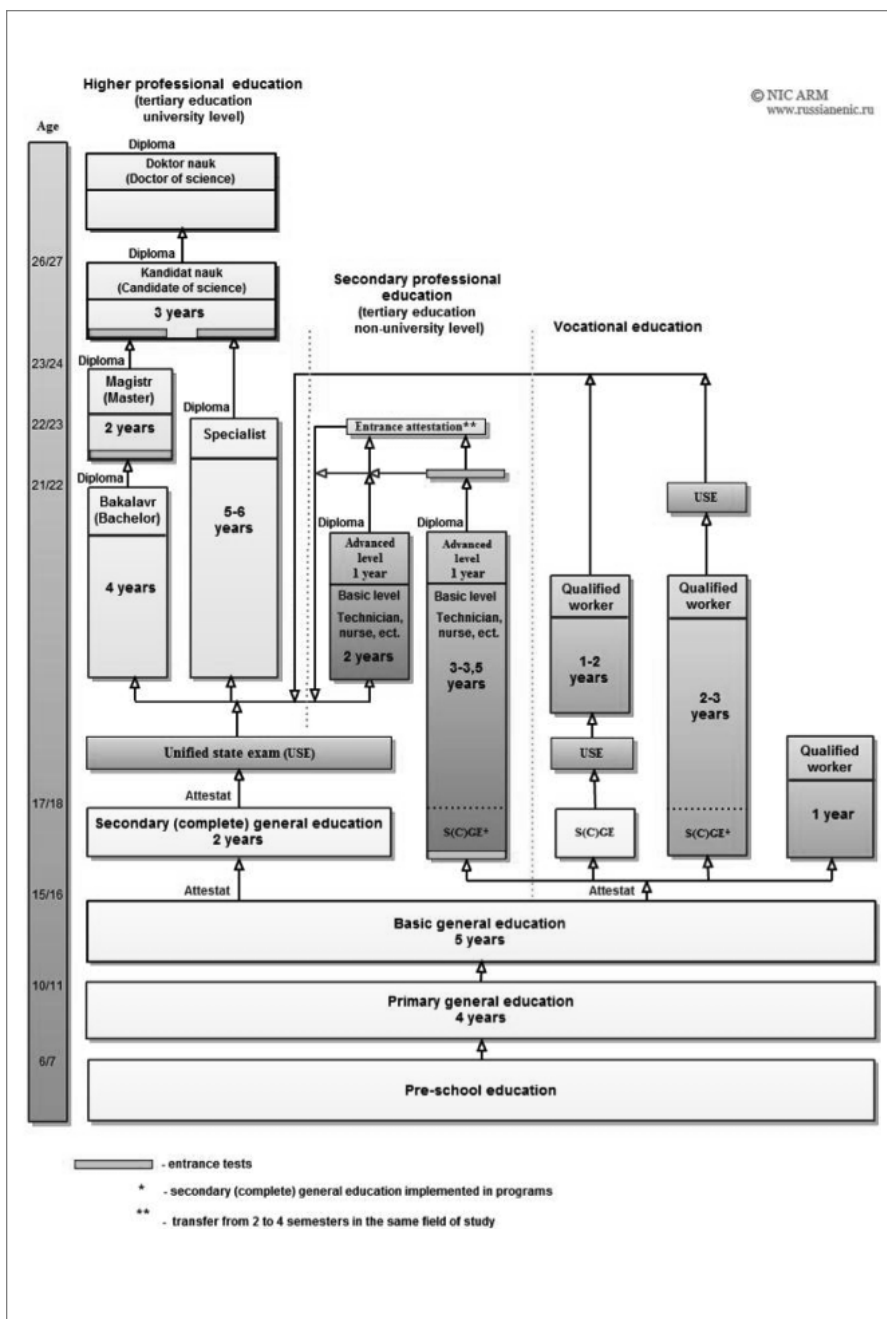 Higher professional education
(tertiary education
university level)
© NIC ARM
www.russianenic.ru
Age
Diploma
Doktor nauk
(Doctor of science)
26/27
Diploma
Kandidat nauk
(Candidate of science)
3 years
Secondary professional
education
(tertiary education
non-university level)
Vocational education
23/24
Diploma
Magistr
(Master)
2 years
Diploma
Specialist
5-6
years
22/23
Entrance attestation**
21/22
Diploma
Bakalavr
(Bachelor)
4 years
USE
Diploma
Advanced
level
1 year
Basic level
Technician,
nurse, ect.
2 years
Diploma
Advanced
level
1 year
Basic level
Technician,
nurse, ect.
3-3,5
years
S(C)GE*
Qualified
worker
1-2
years
USE
S(C)GE
Qualified
worker
2-3
years
S(C)GE*
Qualified
worker
1 year
Unified state exam (USE)
17/18
Attestat
Secondary (complete) general education
2 years
Attestat
Attestat
15/16
Basic general education
5 years
10/11
Primary general education
4 years
6/7
Pre-school education
- entrance tests
* - secondary (complete) general education implemented in programs
** - transfer from 2 to 4 semesters in the same field of study